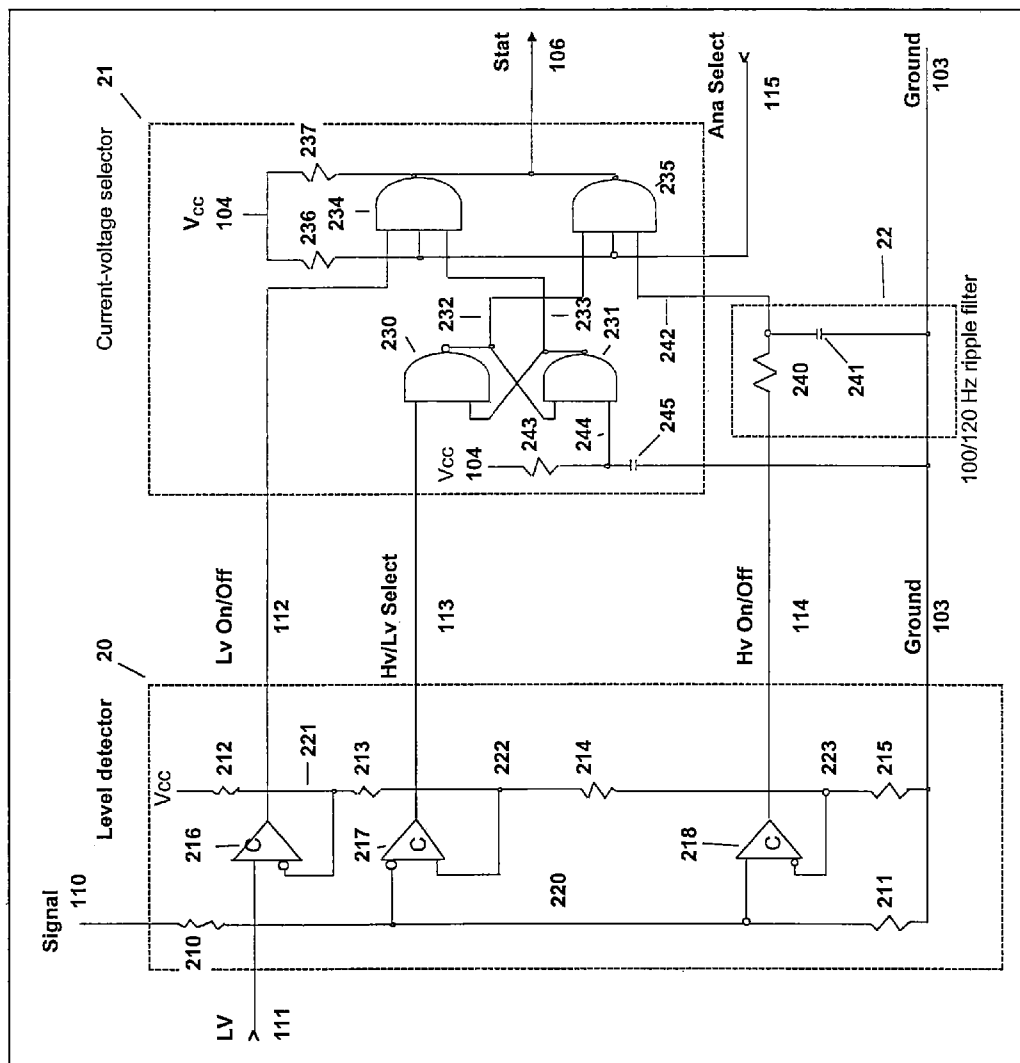 Signal
110
LV
111
Level detector
20
Vcc
210
212
216
221
213
217
222
214
220
218
223
211
215
Lv On/Off
112
Hv/Lv Select
113
Hv On/Off
114
Ground
103
Current-voltage selector
21
Vcc
104
236
237
234
230
232
233
231
235
Vcc
104
243
244
245
242
240
241
22
100/120 Hz ripple filter
Stat
106
Ana Select
115
Ground
103
C
C
C